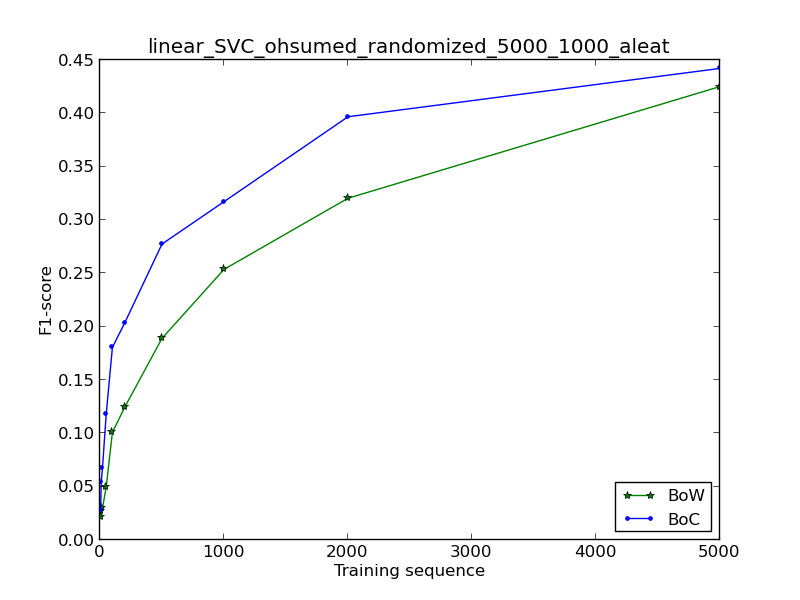 linear_SVC_ohsumed_randomized_5000_1000_aleat
0.45
0.40
0.35
0.30
0.25
0.20
0.15
0.10
0.05
0.00
F1-score
0 1000 2000 3000 4000 5000
Training sequence
BoW
BoC